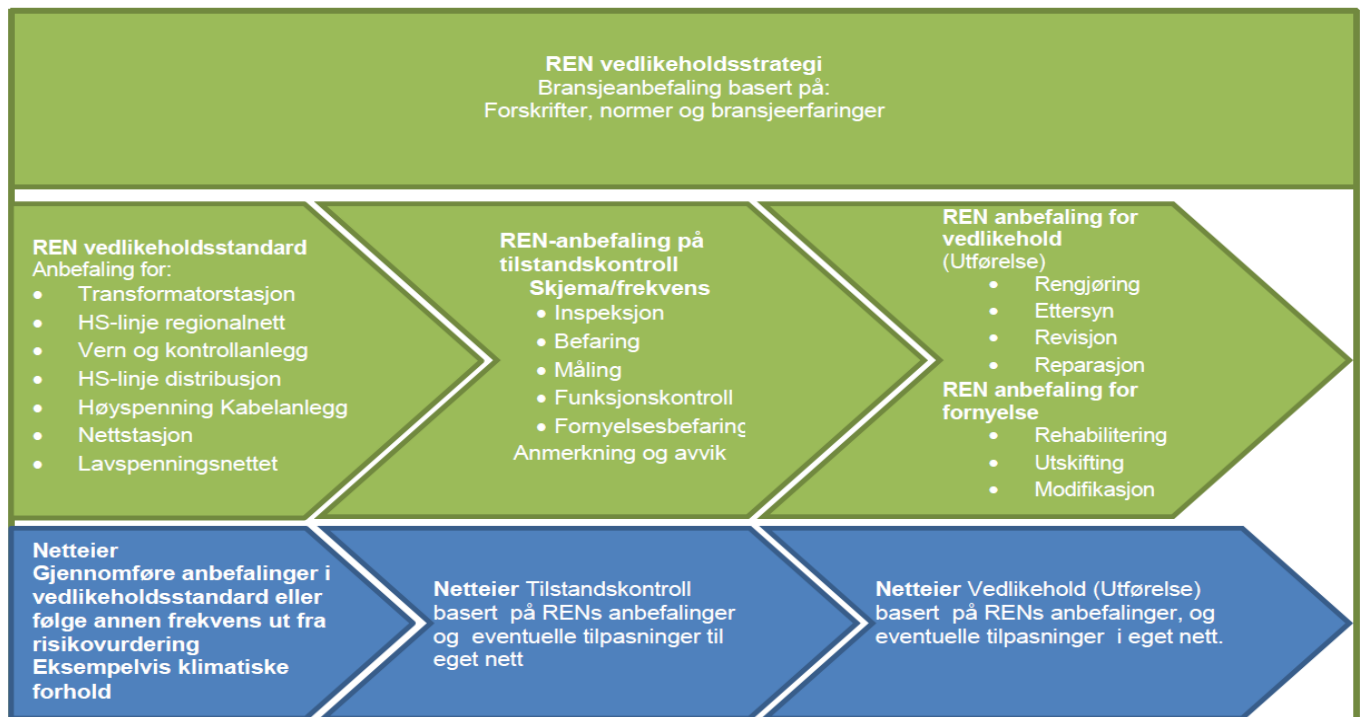 REN vedlikeholdsstrategi
Bransjeanbefaling basert på:
Forskrifter, normer og bransjeerfaringer
REN vedlikeholdsstandard
Anbefaling for:
• Transformatorstasjon
• HS-linje regionalnett
• Vern og kontrollanlegg
• HS-linje distribusjon
• Høyspenning Kabelanlegg
• Nettstasjon
• Lavspenningsnettet
REN-anbefaling på
tilstandskontroll
Skjema/frekvens
• Inspeksjon
• Befaring
• Måling
• Funksjonskontroll
• Fornyelsesbefaring
Anmerkning og avvik
REN anbefaling for
vedlikehold
(Utførelse)
• Rengjøring
• Ettersyn
• Revisjon
• Reparasjon
REN anbefaling for
fornyelse
• Rehabilitering
• Utskifting
• Modifikasjon
Netteier
Gjennomføre anbefalinger i
vedlikeholdsstandard eller
følge annen frekvens ut fra
risikovurdering
Eksempelvis klimatiske
forhold
Netteier Tilstandskontroll
basert på RENs anbefalinger
og eventuelle tilpasninger til
eget nett
Netteier Vedlikehold (Utførelse)
basert på RENs anbefalinger, og
eventuelle tilpasninger i eget nett.